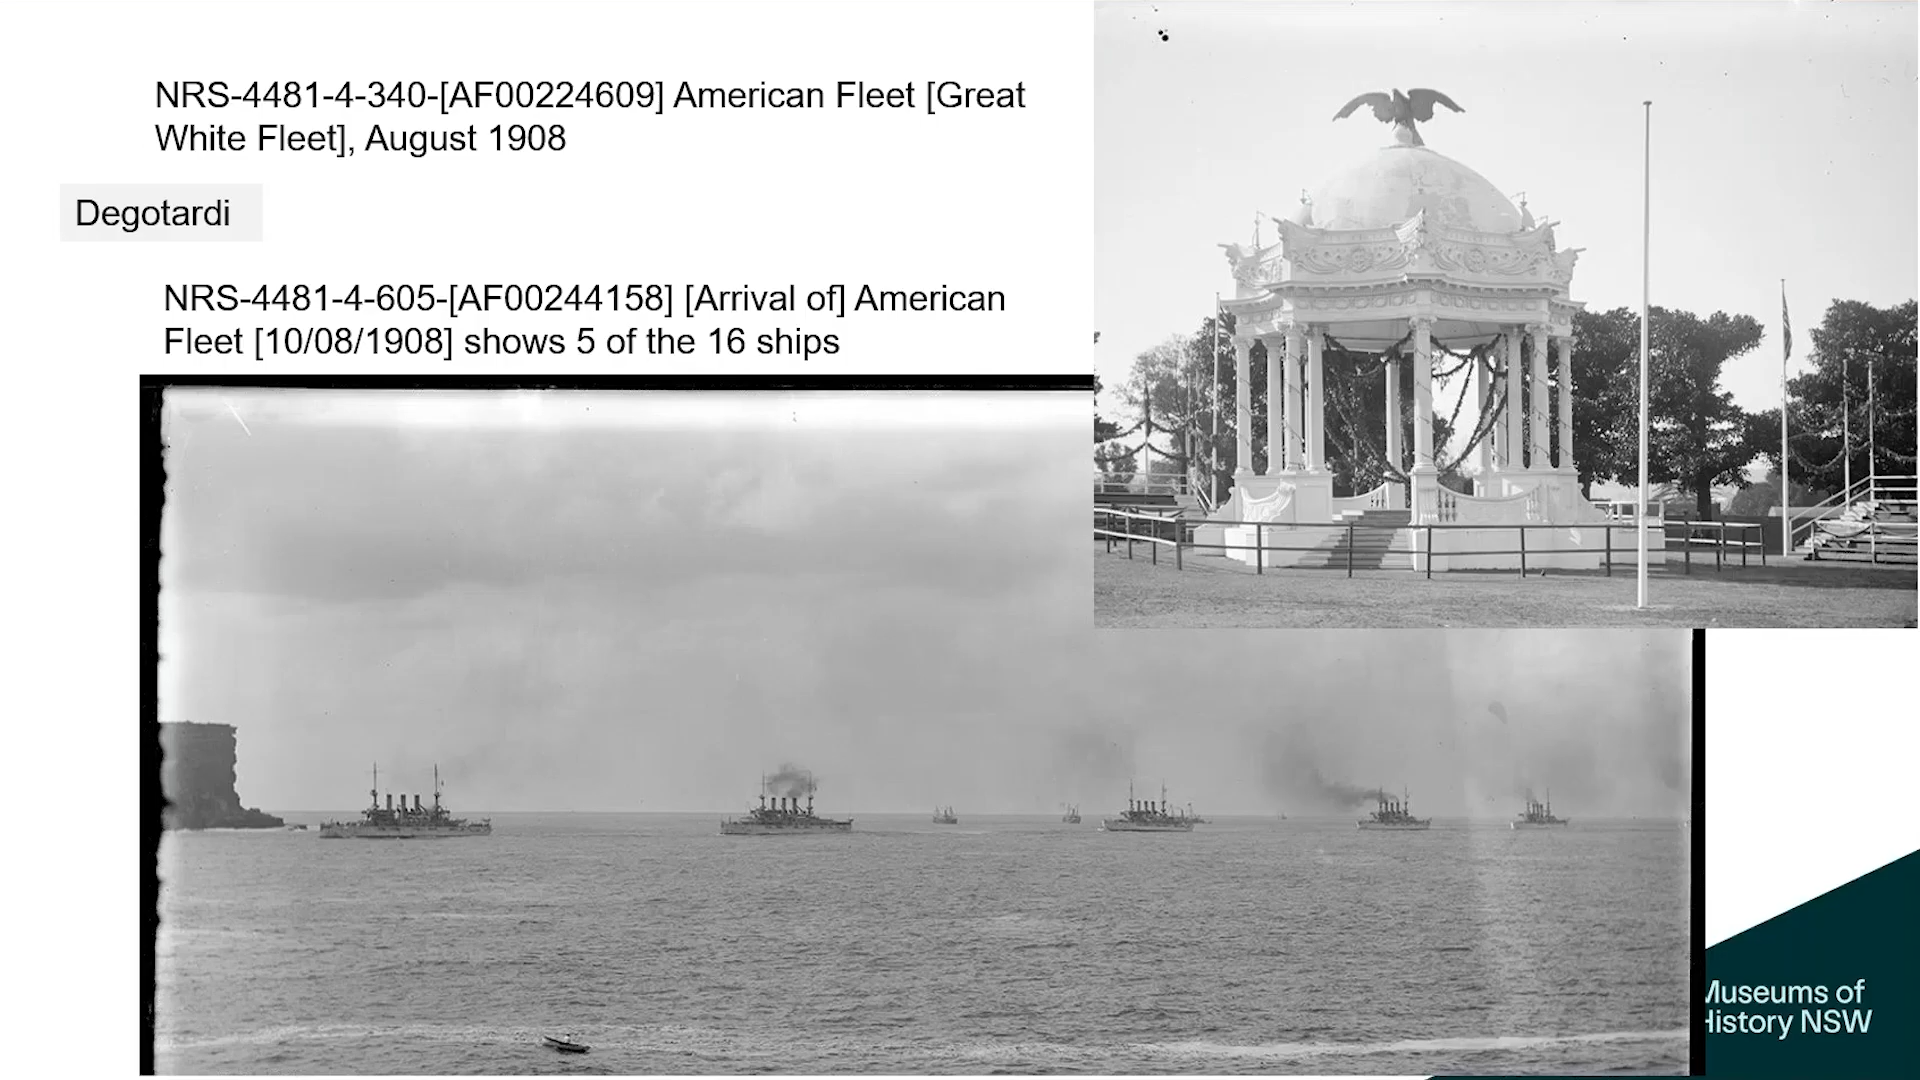 NRS-4481-4-340-[AF00224609] American Fleet [Great
White Fleet], August 1908
Degotardi
NRS-4481-4-605-[AF00244158] [Arrival of] American
Fleet [10/08/1908] shows 5 of the 16 ships
Museums of
History NSW